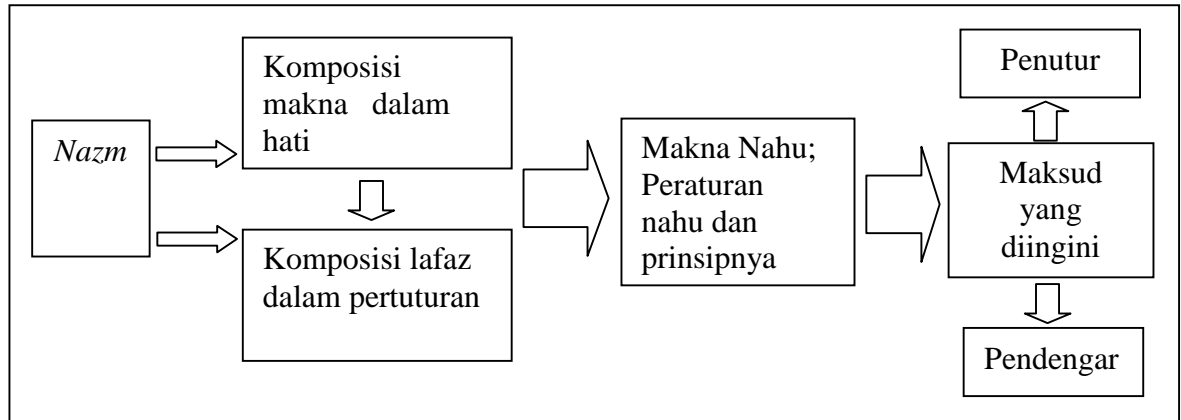 Nazm
Komposisi
makna dalam
hati
Komposisi lafaz
dalam pertuturan
Makna Nahu;
Peraturan
nahu dan
prinsipnya
Penutur
Maksud
yang
diingini
Pendengar